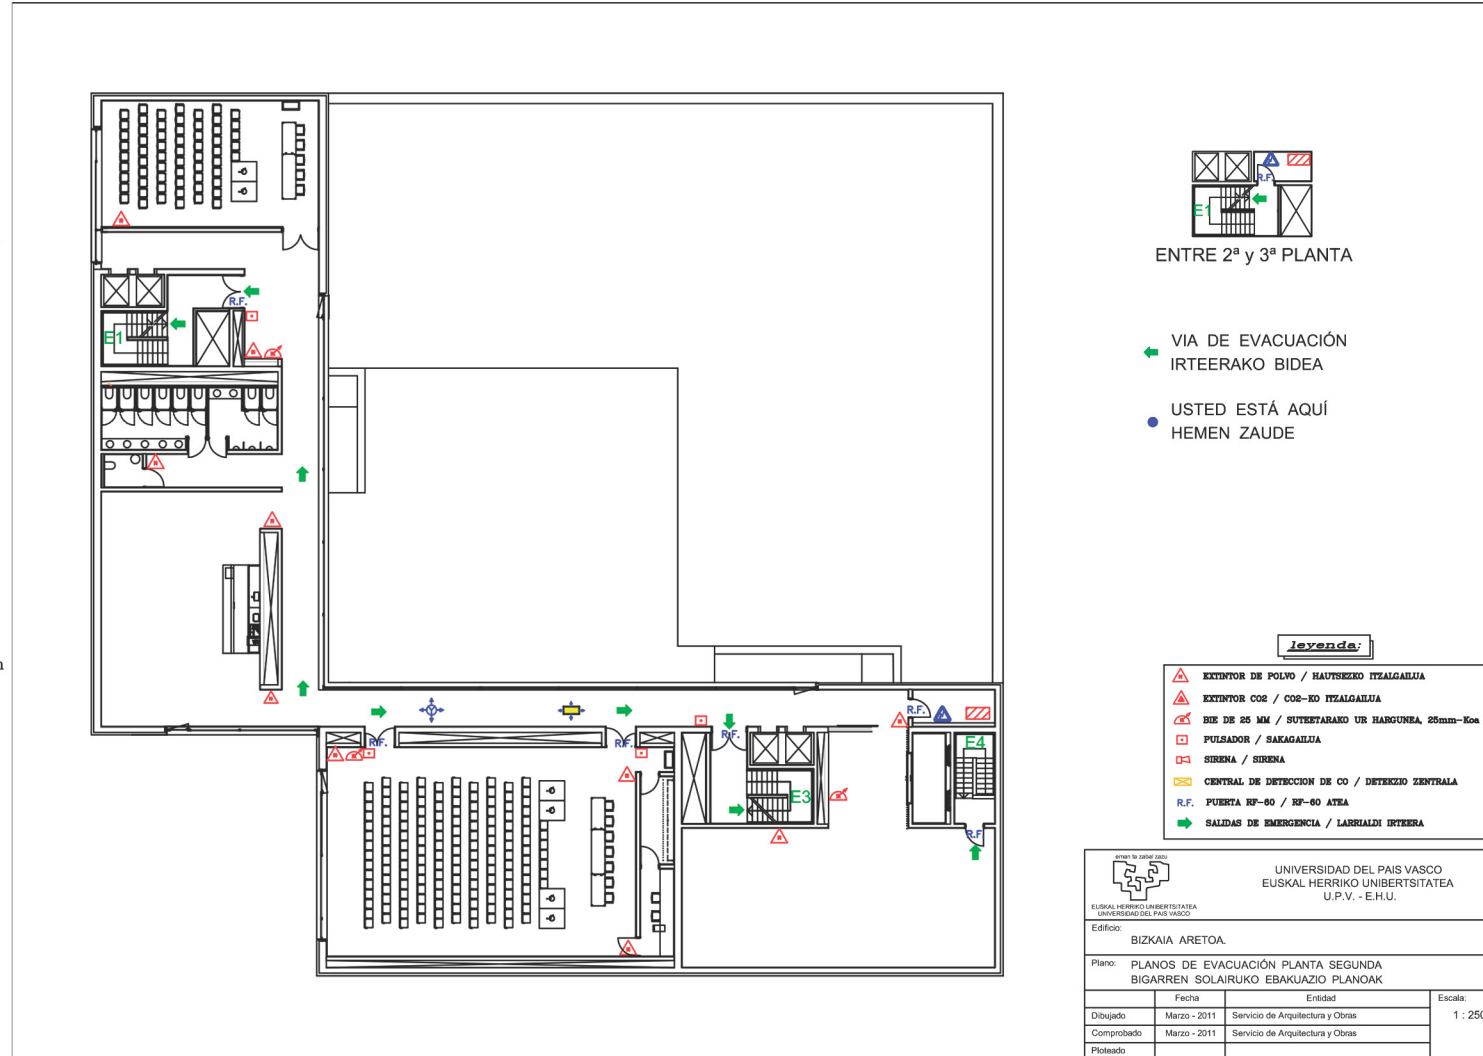 E1
R.F.
R.F.
E1
ENTRE 2ª y 3ª PLANTA
VIA DE EVACUACIÓN
IRTEERAKO BIDEA
USTED ESTÁ AQUÍ
HEMEN ZAUDE
n
R.F.
R.F.
R.F.
R.F.
E3
E4
R.F.
leyenda:
EXTINTOR DE POLVO / HAUTSEZKO ITZALGAILUA
EXTINTOR CO2 / CO2-KO ITZALGAILUA
BIE DE 25 MM / SUTEETARAKO UR HARGUNEA, 25mm-Koa
PULSADOR / SAKAGAILUA
SIRENA / SIRENA
CENTRAL DE DETECCION DE CO / DETEKZIO ZENTRALA
R.F. PUERTA RF-60 / RF-60 ATEA
SALIDAS DE EMERGENCIA / LARRIALDI IRTEERA
eman ta zabal zazu
EUSKAL HERRIKO UNIBERTSITATEA
UNIVERSIDAD DEL PAIS VASCO
UNIVERSIDAD DEL PAIS VASCO
EUSKAL HERRIKO UNIBERTSITATEA
U.P.V. - E.H.U.
Edificio:
BIZKAIA ARETOA.
Plano: PLANOS DE EVACUACIÓN PLANTA SEGUNDA
BIGARREN SOLAIRUKO EBAKUAZIO PLANOAK
Fecha Entidad Escala:
Dibujado Marzo - 2011 Servicio de Arquitectura y Obras 1 : 250
Comprobado Marzo - 2011 Servicio de Arquitectura y Obras
Ploteado